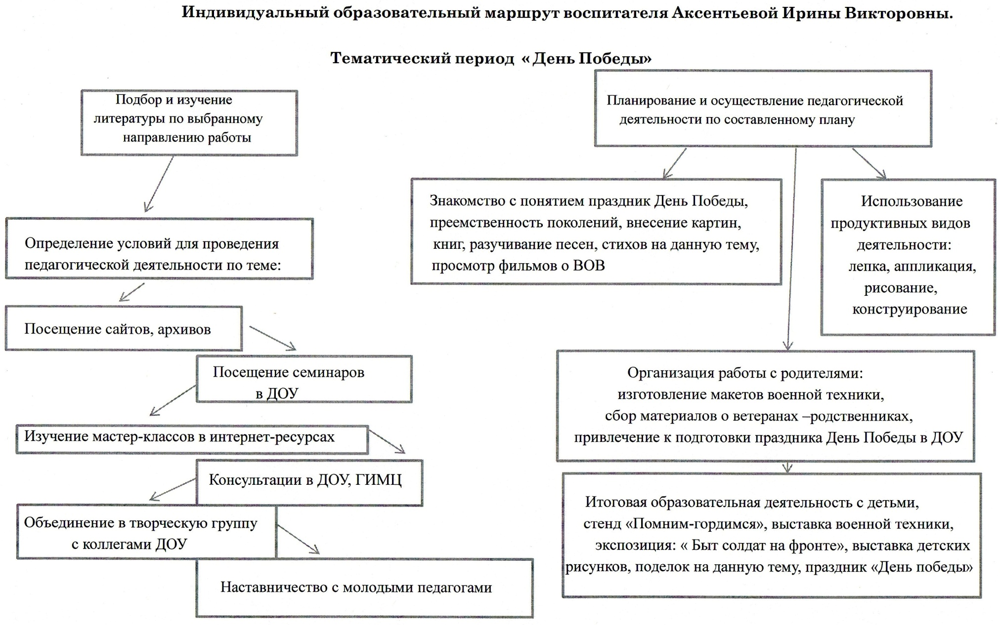 Индивидуальный образовательный маршрут воспитателя Аксентьевой Ирины Викторовны.
Тематический период « День Победы»
Подбор и изучение
литературы по выбранному
направлению работы
Определение условий для проведения
педагогической деятельности по теме:
Посещение сайтов, архивов
Посещение семинаров
в ДОУ
Изучение мастер-классов в интернет-ресурсах
Консультации в ДОУ, ГИМЦ
Объединение в творческую группу
с коллегами ДОУ
Наставничество с молодыми педагогами
Планирование и осуществление педагогической
деятельности по составленному плану
Знакомство с понятием праздник День Победы,
преемственность поколений, внесение картин,
книг, разучивание песен, стихов на данную тему,
просмотр фильмов о ВОВ
Использование
продуктивных видов
деятельности:
лепка, аппликация,
рисование,
конструирование
Организация работы с родителями:
изготовление макетов военной техники,
сбор материалов о ветеранах –родственниках,
привлечение к подготовки праздника День Победы в ДОУ
Итоговая образовательная деятельность с детьми,
стенд «Помним-гордимся», выставка военной техники,
экспозиция: « Быт солдат на фронте», выставка детских
рисунков, поделок на данную тему, праздник «День победы»